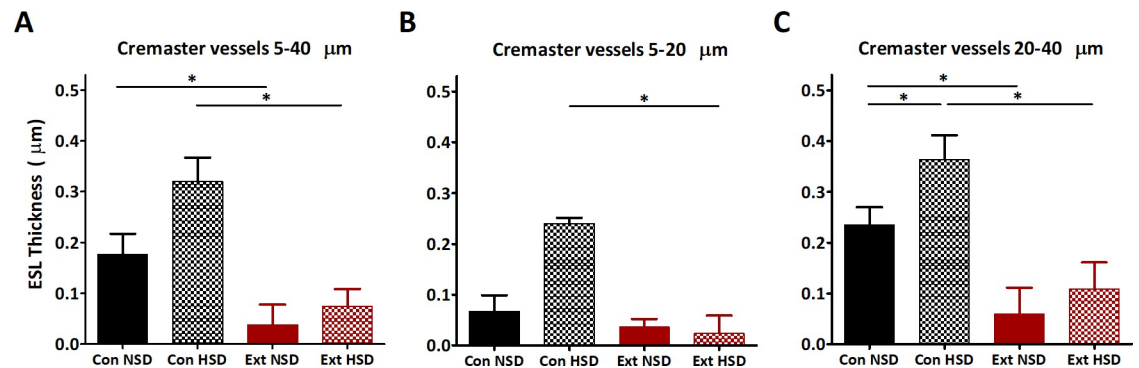 A
Cremaster vessels 5-40 μm
ESL Thickness ( μm)
0.5
0.4
0.3
0.2
0.1
0.0
*
*
Con NSD Con HSD Ext NSD Ext HSD
B
Cremaster vessels 5-20 μm
0.5
0.4
0.3
0.2
0.1
0.0
*
Con NSD Con HSD Ext NSD Ext HSD
C
Cremaster vessels 20-40 μm
0.5
0.4
0.3
0.2
0.1
0.0
*
* *
Con NSD Con HSD Ext NSD Ext HSD